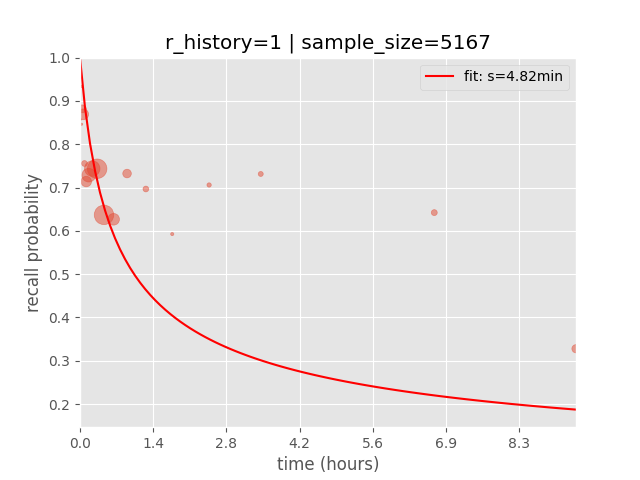 r_history=1 | sample_size=5167
fit: s=4.82min
recall probability
1.0
0.9
0.8
0.7
0.6
0.5
0.4
0.3
0.2
0.0 1.4 2.8 4.2 5.6 6.9 8.3
time (hours)